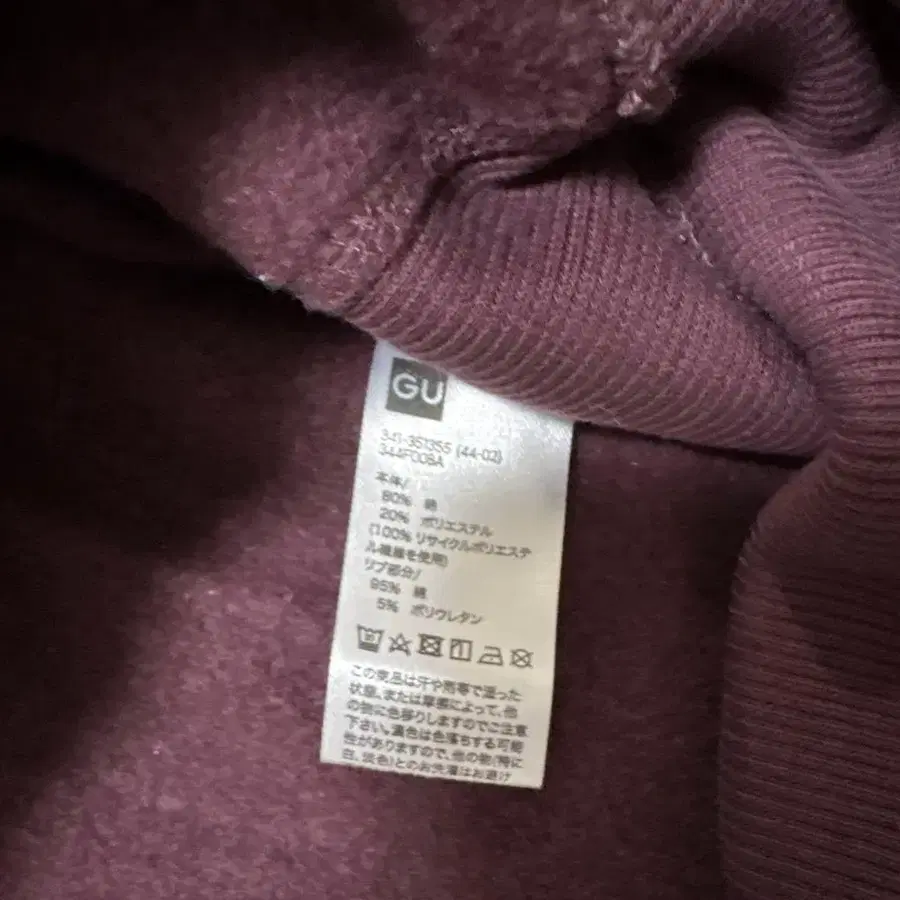 GU
341-351355 (44-02)
344F008A
本体/
80% 綿
20% ポリエステル
(100% リサイクルポリエステ
ル繊維を使用)
リブ部分/
95% 綿
5% ポリウレタン
この商品は汗や雨等で湿った
状態、または摩擦によって、他
の物に色移りしますのでご注意
下さい。濃色は色落ちする可能
性がありますので、他の物(特に
白、淡色)とのお洗濯はお避け